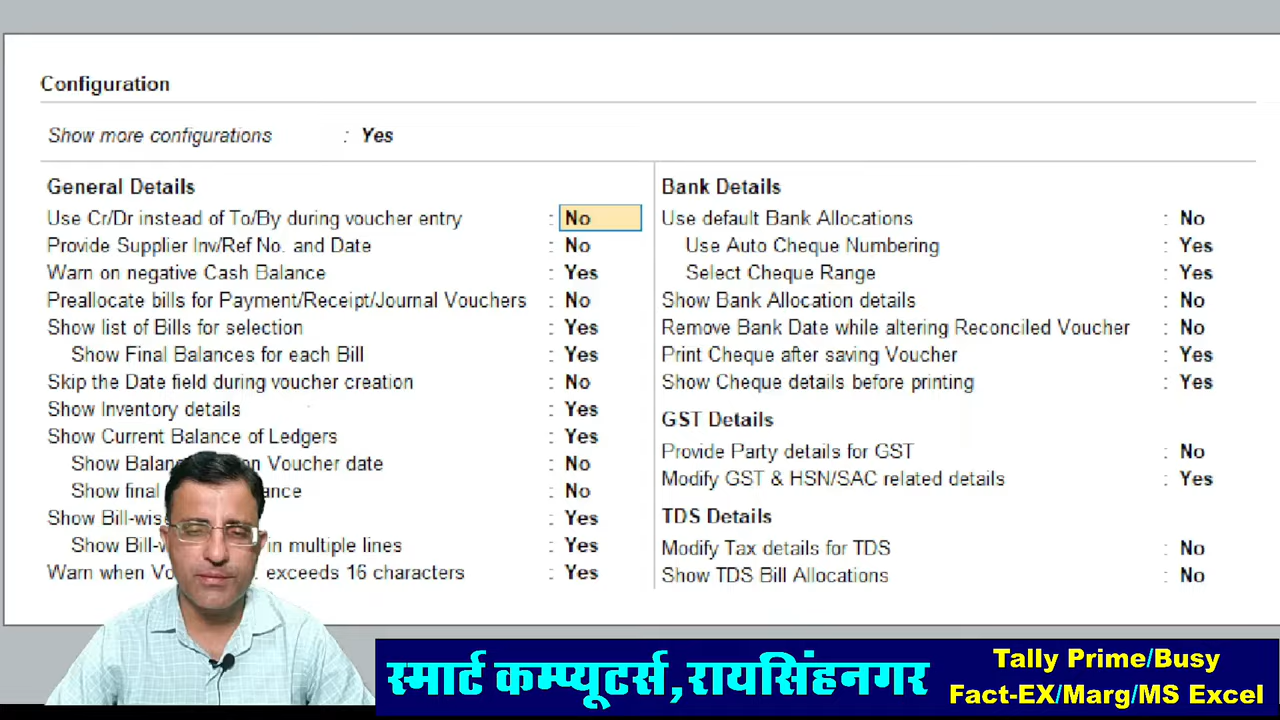 Configuration
Show more configurations : Yes
General Details
Use Cr/Dr instead of To/By during voucher entry : No
Provide Supplier Inv/Ref No. and Date : No
Warn on negative Cash Balance : Yes
Preallocate bills for Payment/Receipt/Journal Vouchers : No
Show list of Bills for selection : Yes
Show Final Balances for each Bill : Yes
Skip the Date field during voucher creation : No
Show Inventory details : Yes
Show Current Balance of Ledgers : Yes
Show on Voucher date : No
Show final : No
Show : Yes
Show in multiple lines : Yes
Warn when exceeds 16 characters : Yes
Bank Details
Use default Bank Allocations : No
Use Auto Cheque Numbering : Yes
Select Cheque Range : Yes
Show Bank Allocation details : No
Remove Bank Date while altering Reconciled Voucher : No
Print Cheque after saving Voucher : Yes
Show Cheque details before printing : Yes
GST Details
Provide Party details for GST : No
Modify GST & HSN/SAC related details : Yes
TDS Details
Modify Tax details for TDS : No
Show TDS Bill Allocations : No
स्मार्ट कम्प्यूटर्स,रायसिंहनगर
Tally Prime/Busy
Fact-EX/Marg/MS Excel